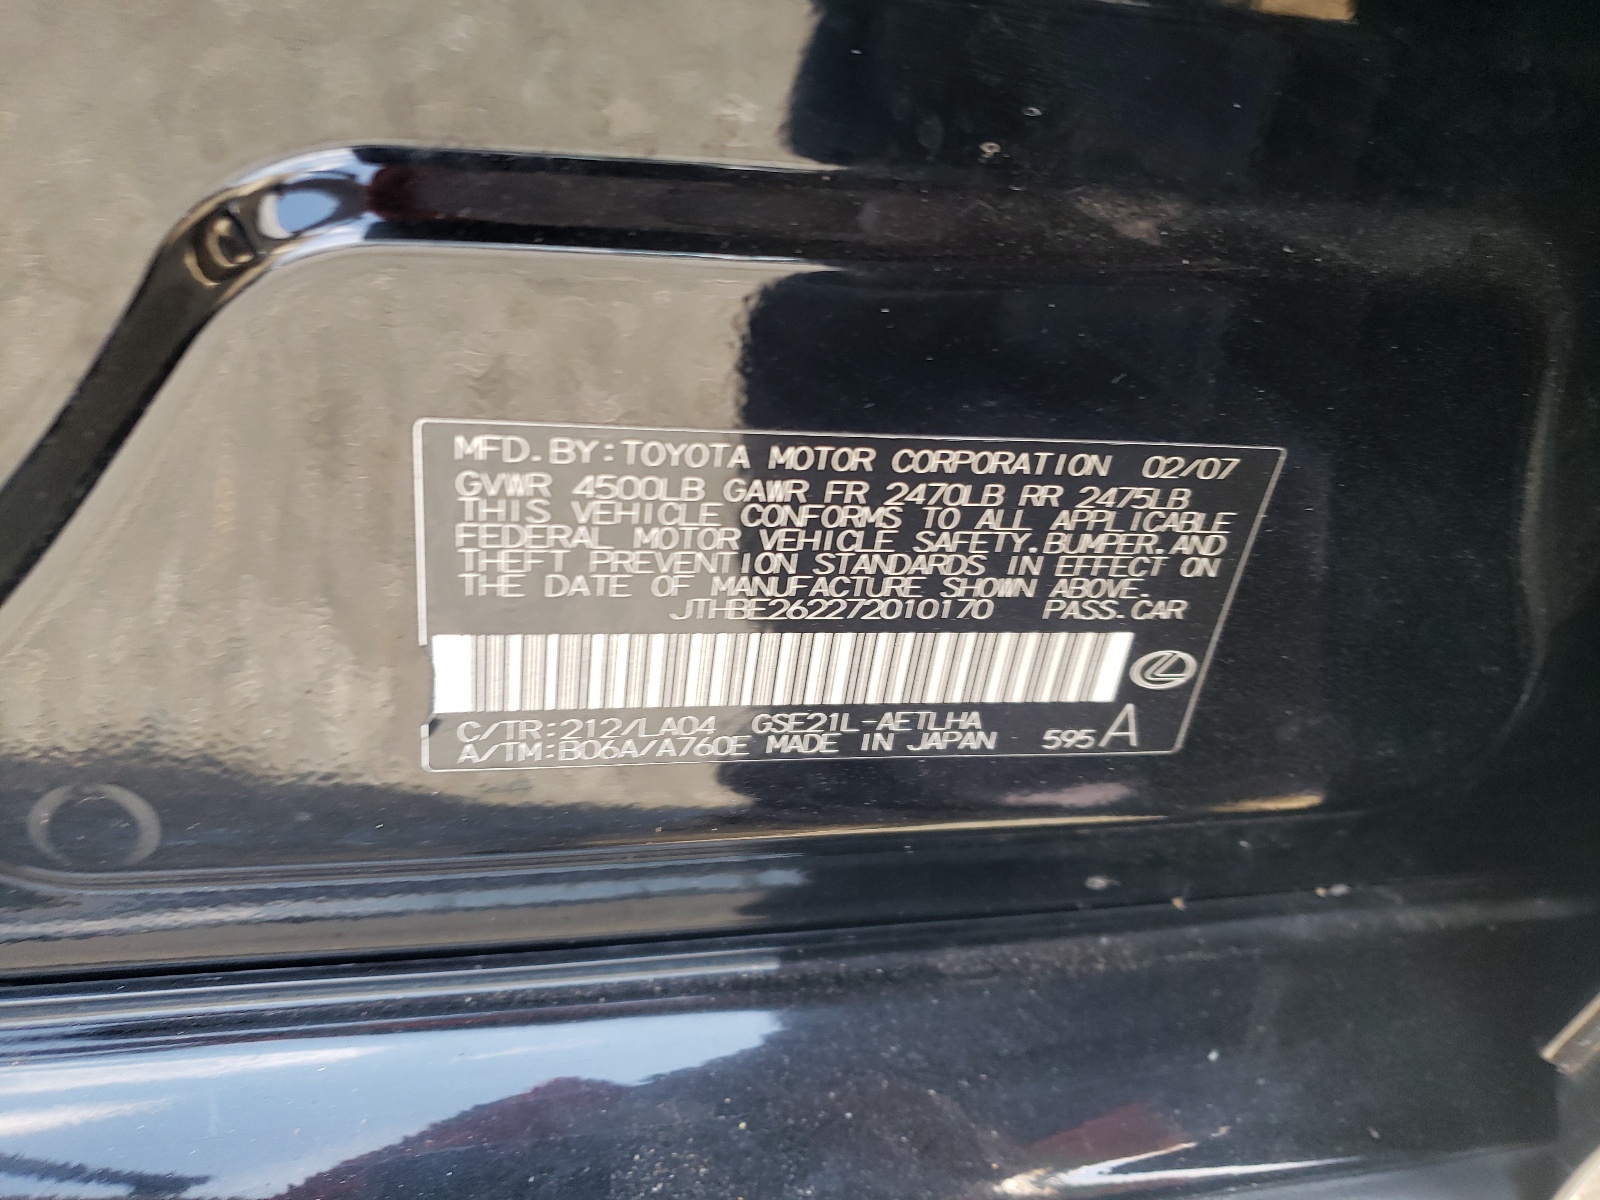 MFD. BY: TOYOTA MOTOR CORPORATION 02/07
GVWR 4500LB GAWR FR 2470LB RR 2475LB
THIS VEHICLE CONFORMS TO ALL APPLICABLE
FEDERAL MOTOR VEHICLE SAFETY, BUMPER, AND
THEFT PREVENTION STANDARDS IN EFFECT ON
THE DATE OF MANUFACTURE SHOWN ABOVE.
JTHBE262272010170 PASS. CAR
C/TR: 212/LA04 GSE21L-AETLHA
A/TM: B06A/A760E MADE IN JAPAN 595 A